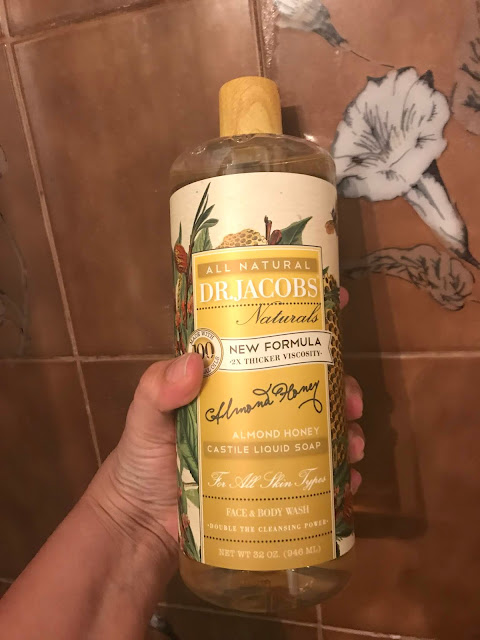 ALL NATURAL
DR.JACOBS
Naturals
100
NEW FORMULA
•2X THICKER VISCOSITY•
Almond Honey
ALMOND HONEY
CASTILE LIQUID SOAP
For All Skin Types
FACE & BODY WASH
•DOUBLE THE CLEANSING POWER•
NET WT 32 OZ. (946 ML)